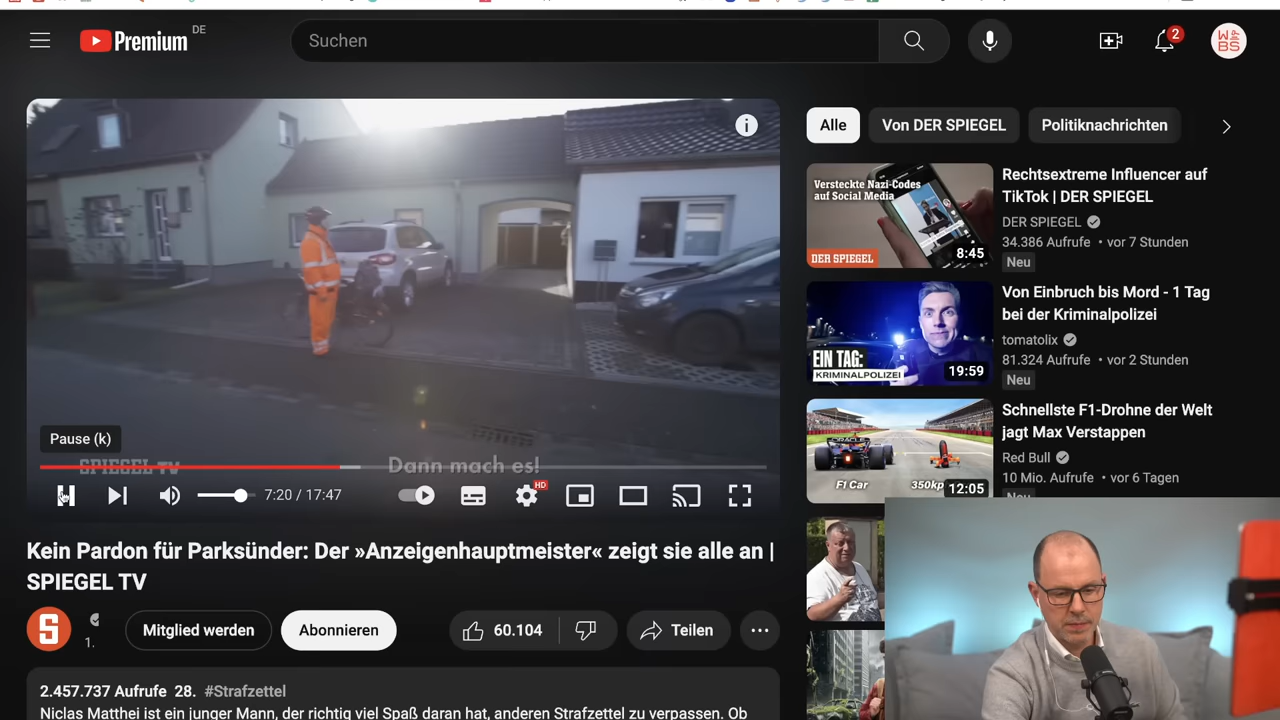 Premium DE
Suchen
2
W
BS
i
Pause (k)
SPIEGEL TV
Dann mach es!
7:20 / 17:47
HD
Kein Pardon für Parksünder: Der »Anzeigenhauptmeister« zeigt sie alle an |
SPIEGEL TV
S
1.
Mitglied werden
Abonnieren
60.104
Teilen
2.457.737 Aufrufe 28. #Strafzettel
Niclas Matthei ist ein junger Mann, der richtig viel Spaß daran hat, anderen Strafzettel zu verpassen. Ob
Alle
Von DER SPIEGEL
Politiknachrichten
Versteckte Nazi-Codes
auf Social Media
DER SPIEGEL
8:45
Rechtsextreme Influencer auf
TikTok | DER SPIEGEL
DER SPIEGEL
34.386 Aufrufe • vor 7 Stunden
Neu
EIN TAG:
KRIMINALPOLIZEI
19:59
Von Einbruch bis Mord - 1 Tag
bei der Kriminalpolizei
tomatolix
81.324 Aufrufe • vor 2 Stunden
Neu
ORACLE
F1 Car
350kp
12:05
Schnellste F1-Drohne der Welt
jagt Max Verstappen
Red Bull
10 Mio. Aufrufe • vor 6 Tagen
Neu